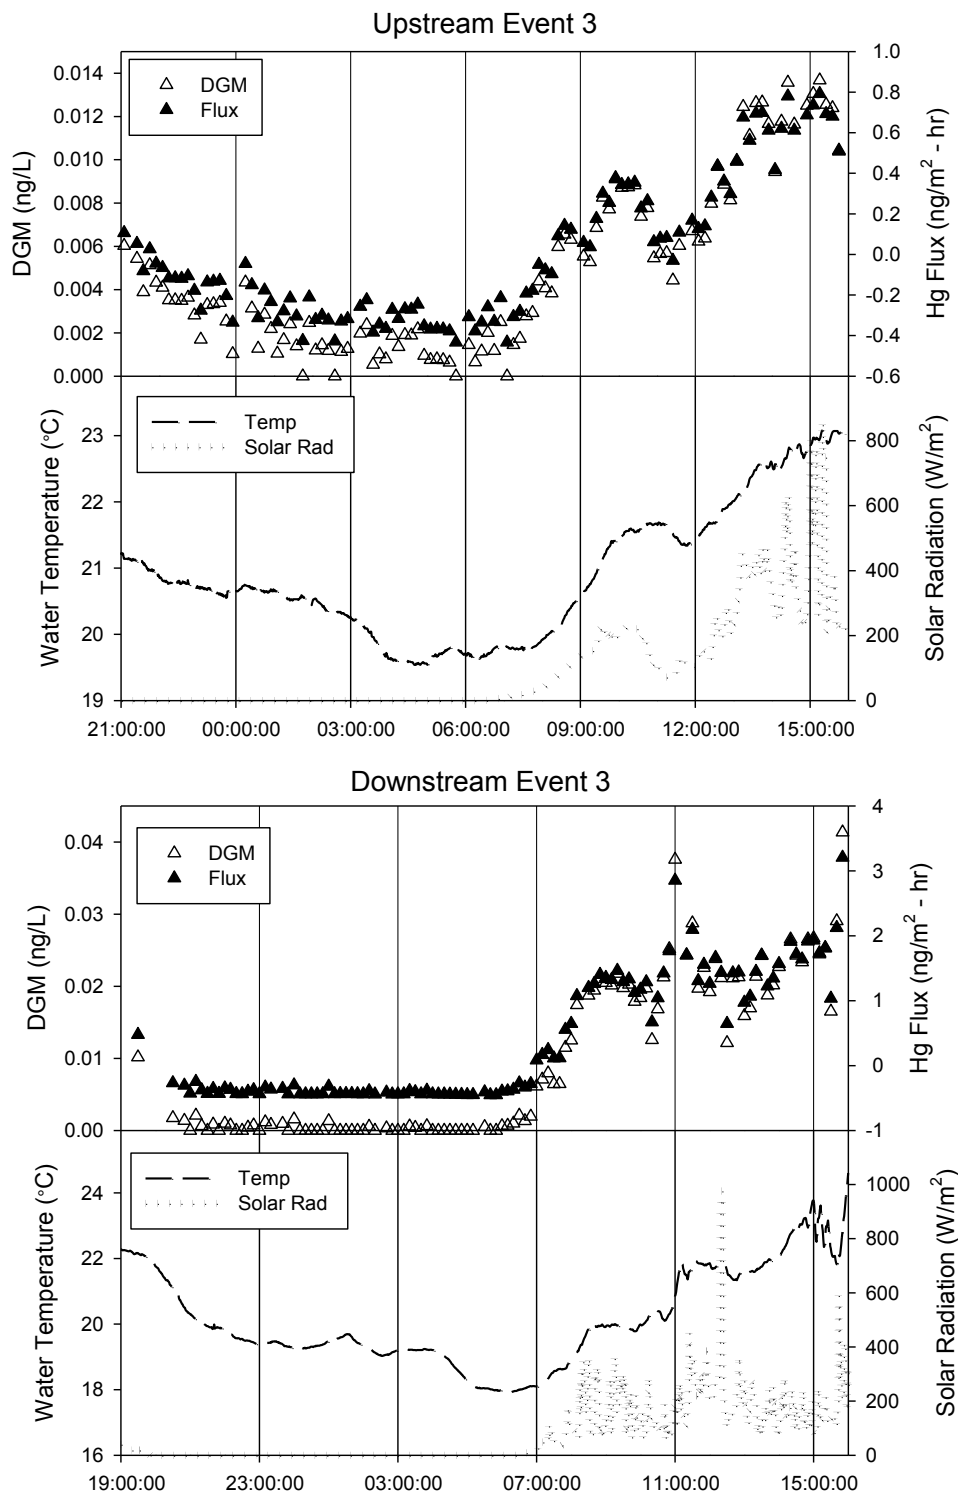 Upstream Event 3
DGM
Flux
DGM (ng/L)
0.014
0.012
0.010
0.008
0.006
0.004
0.002
0.000
Hg Flux (ng/m² - hr)
1.0
0.8
0.6
0.4
0.2
0.0
-0.2
-0.4
-0.6
Temp
Solar Rad
Water Temperature (°C)
23
22
21
20
19
Solar Radiation (W/m²)
800
600
400
200
0
21:00:00 00:00:00 03:00:00 06:00:00 09:00:00 12:00:00 15:00:00
Downstream Event 3
DGM
Flux
DGM (ng/L)
0.04
0.03
0.02
0.01
0.00
Hg Flux (ng/m² - hr)
4
3
2
1
0
-1
Temp
Solar Rad
Water Temperature (°C)
24
22
20
18
16
Solar Radiation (W/m²)
1000
800
600
400
200
0
19:00:00 23:00:00 03:00:00 07:00:00 11:00:00 15:00:00